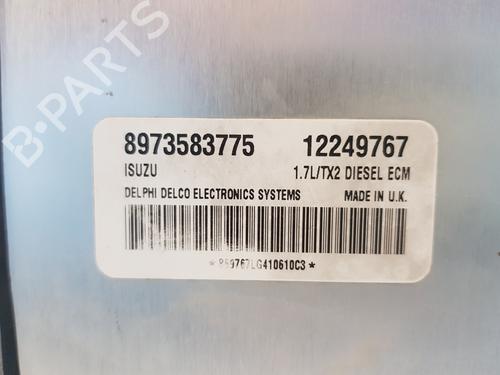 B-PARTS
8973583775 12249767
ISUZU 1.7L/TX2 DIESEL ECM
DELPHI DELCO ELECTRONICS SYSTEMS MADE IN U.K.